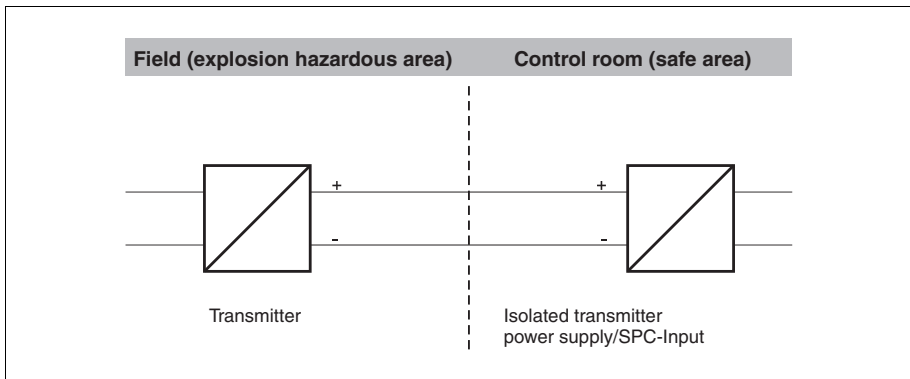 Field (explosion hazardous area)
Control room (safe area)
+
+
-
-
Transmitter
Isolated transmitter
power supply/SPC-Input